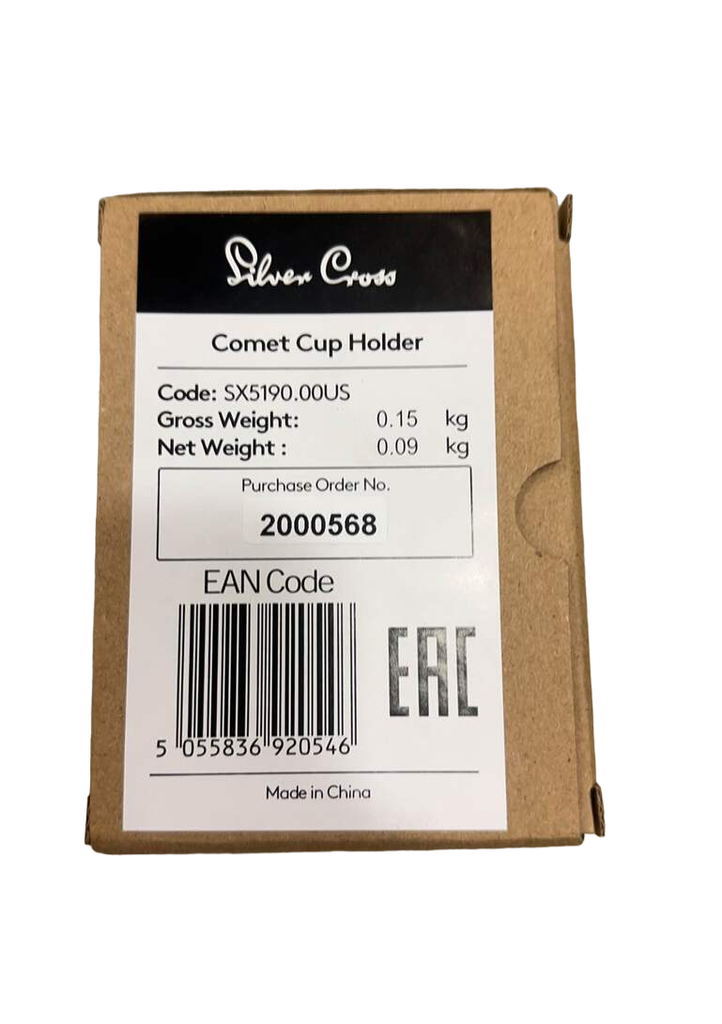 Silver Cross
Comet Cup Holder
Code: SX5190.00US
Gross Weight: 0.15 kg
Net Weight : 0.09 kg
Purchase Order No.
2000568
EAN Code
EAC
5 055836 920546
Made in China